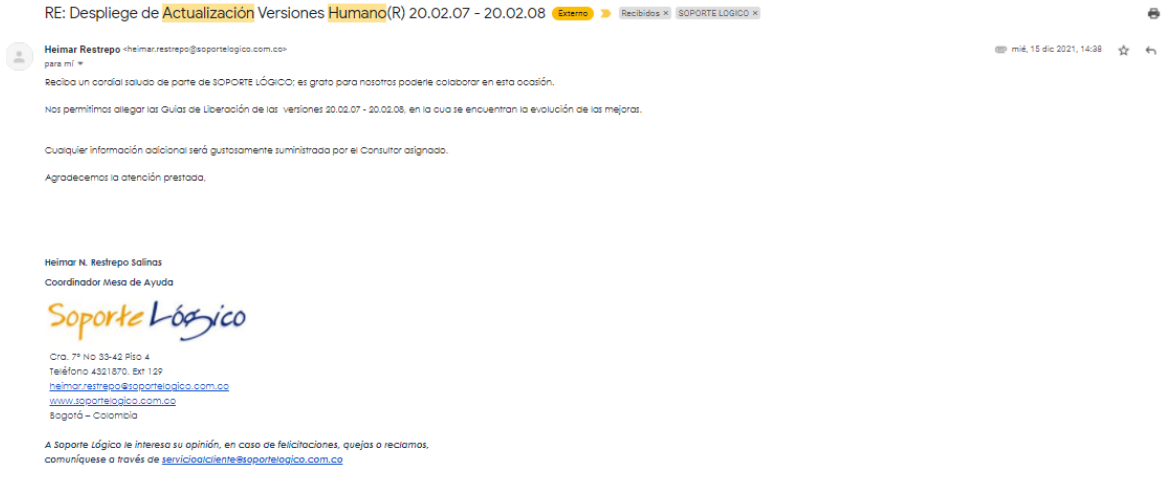 RE: Despliege de Actualización Versiones Humano(R) 20.02.07 - 20.02.08 Externo Recibidos × SOPORTE LOGICO ×
Heimar Restrepo <heimar.restrepo@soportelogico.com.co> mié, 15 dic 2021, 14:38
para mí
Reciba un cordial saludo de parte de SOPORTE LÓGICO; es grato para nosotros poderle colaborar en esta ocasión.
Nos permitimos allegar las Guías de Liberación de las versiones 20.02.07 - 20.02.08, en la cua se encuentran la evolución de las mejoras.
Cualquier información adicional será gustosamente suministrada por el Consultor asignado.
Agradecemos la atención prestada.
Heimar N. Restrepo Salinas
Coordinador Mesa de Ayuda
Soporte Lógico
Cra. 7ª No 33-42 Piso 4
Teléfono 4321870. Ext 129
heimar.restrepo@soportelogico.com.co
www.soportelogico.com.co
Bogotá – Colombia
A Soporte Lógico le interesa su opinión, en caso de felicitaciones, quejas o reclamos,
comuníquese a través de servicioalcliente@soportelogico.com.co